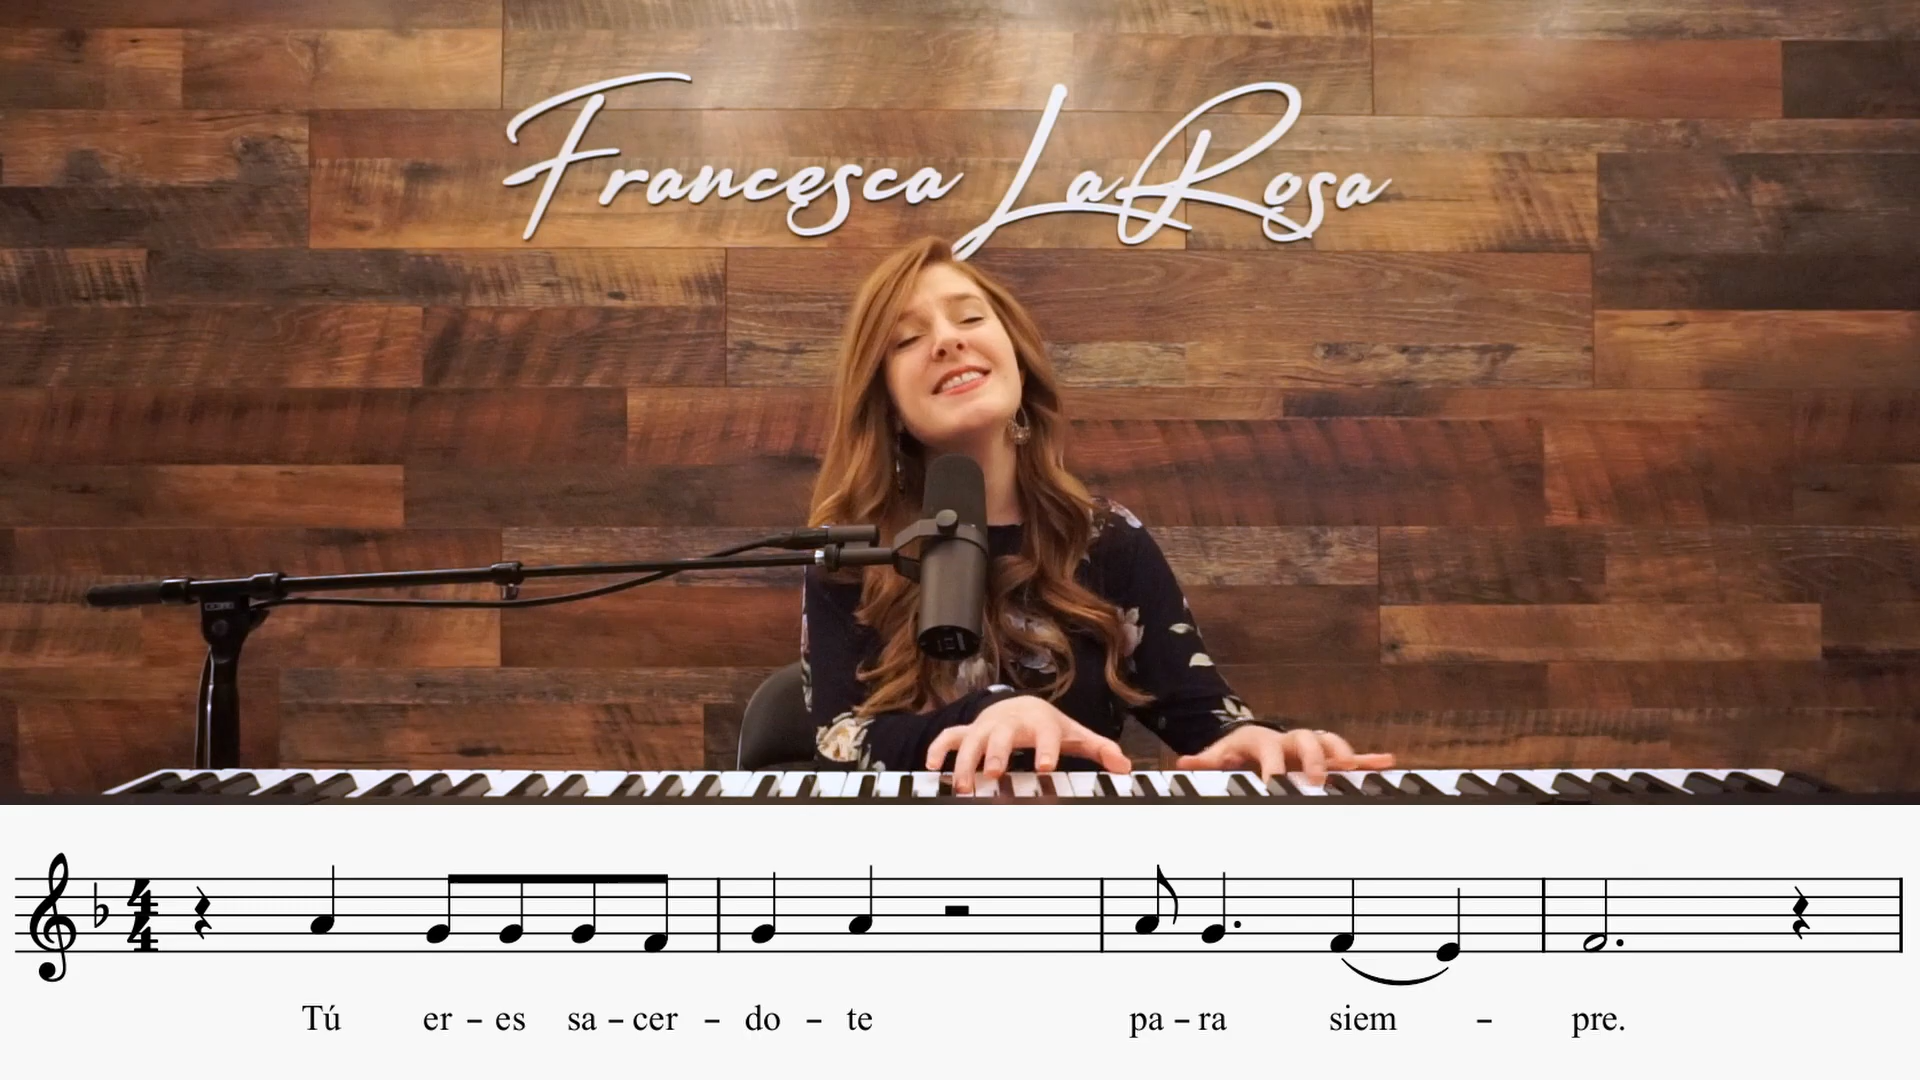 Francesca LaRosa
Tú er – es sa – cer – do – te pa – ra siem – pre.